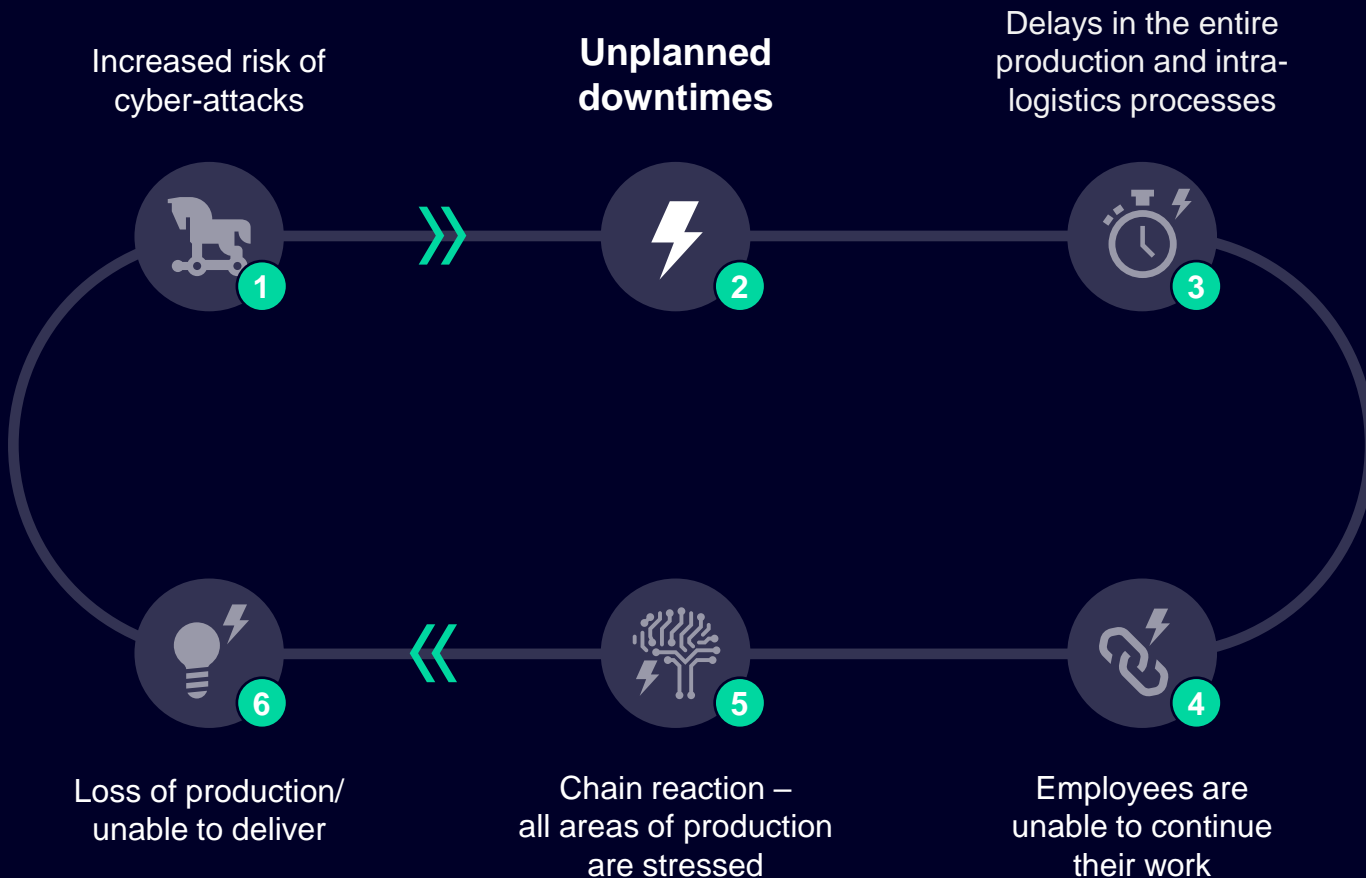 Increased risk of
cyber-attacks
Unplanned
downtimes
Delays in the entire
production and intra-
logistics processes
1
2
3
6
5
4
Loss of production/
unable to deliver
Chain reaction –
all areas of production
are stressed
Employees are
unable to continue
their work